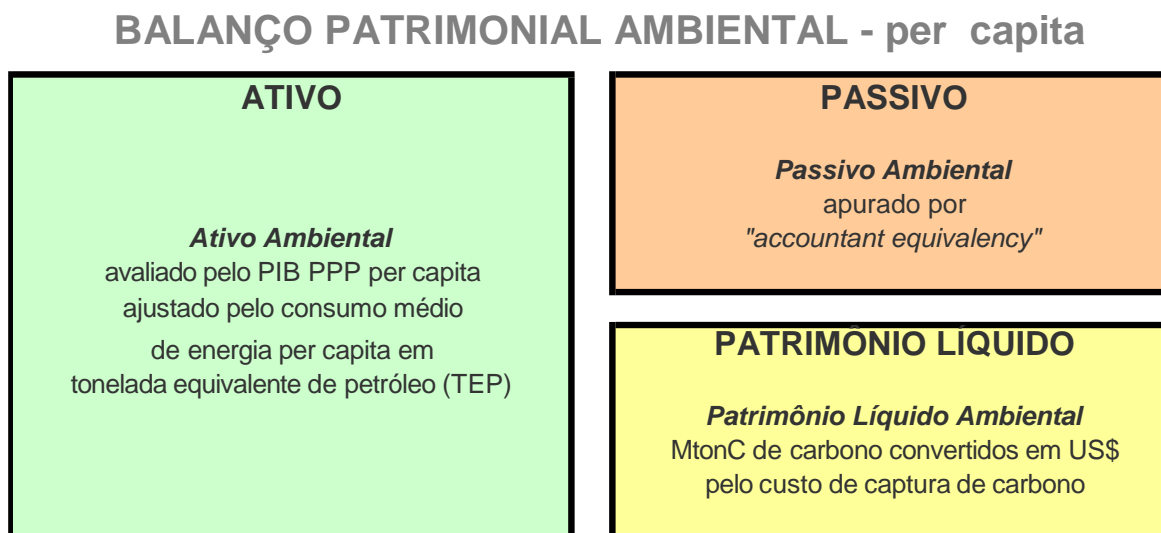 BALANÇO PATRIMONIAL AMBIENTAL - per capita
ATIVO
Ativo Ambiental
avaliado pelo PIB PPP per capita
ajustado pelo consumo médio
de energia per capita em
tonelada equivalente de petróleo (TEP)
PASSIVO
Passivo Ambiental
apurado por
"accountant equivalency"
PATRIMÔNIO LÍQUIDO
Patrimônio Líquido Ambiental
MtonC de carbono convertidos em US$
pelo custo de captura de carbono